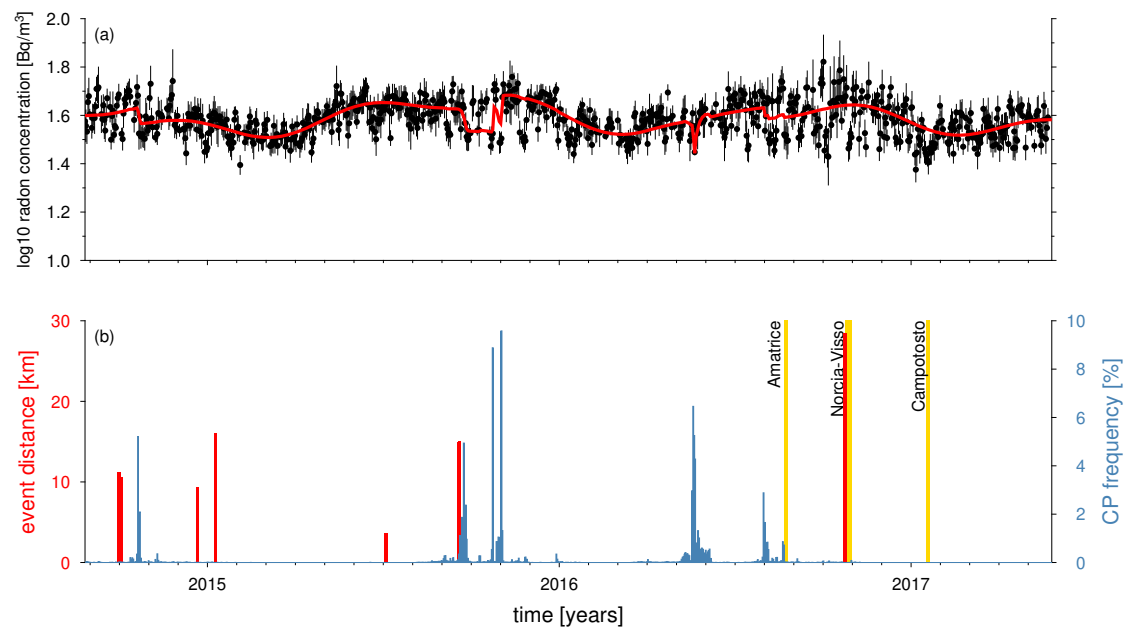 log10 radon concentration [Bq/m³]
2.0
1.8
1.6
1.4
1.2
1.0
(a)
event distance [km]
30
20
10
0
(b)
Amatrice
Norcia-Visso
Campotosto
10
8
6
4
2
0
CP frequency [%]
2015
2016
2017
time [years]